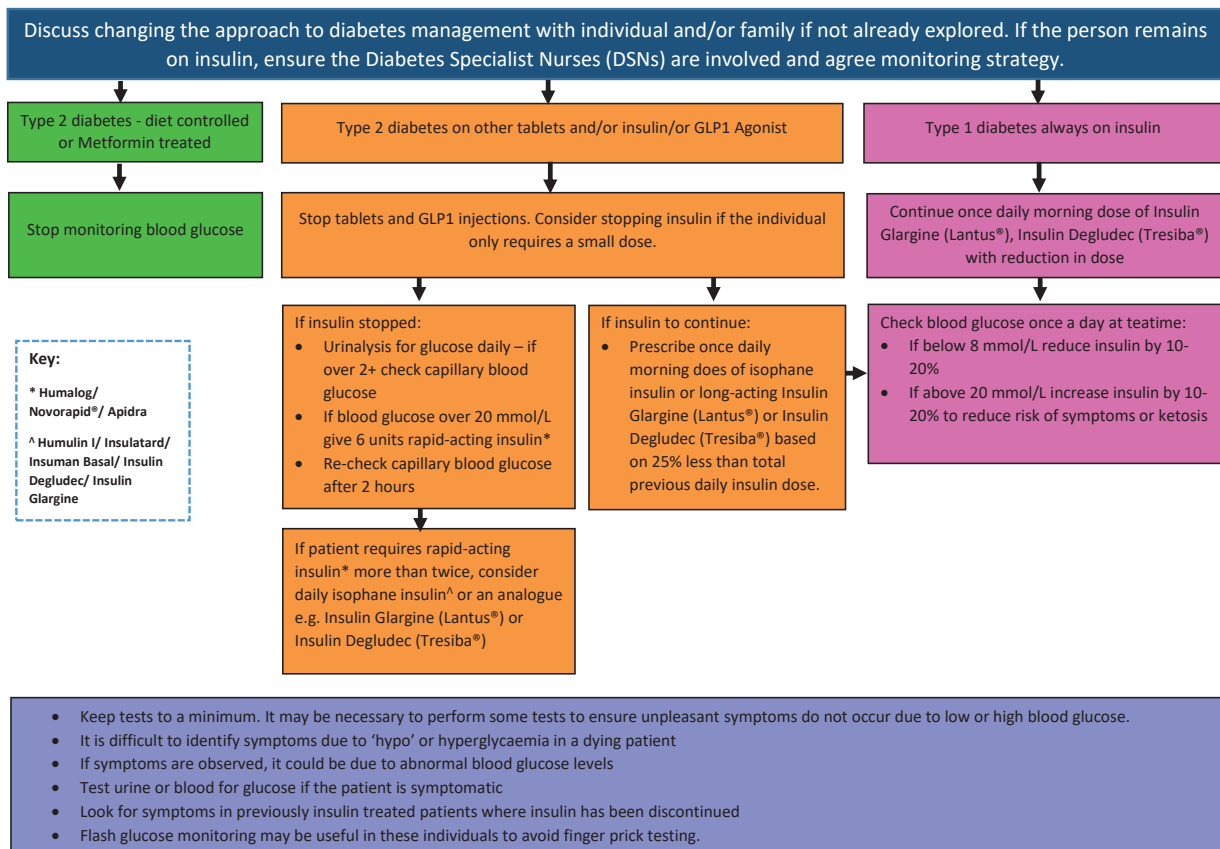 Discuss changing the approach to diabetes management with individual and/or family if not already explored. If the person remains
on insulin, ensure the Diabetes Specialist Nurses (DSNs) are involved and agree monitoring strategy.
Type 2 diabetes - diet controlled
or Metformin treated
Type 2 diabetes on other tablets and/or insulin/or GLP1 Agonist
Type 1 diabetes always on insulin
Stop monitoring blood glucose
Stop tablets and GLP1 injections. Consider stopping insulin if the individual
only requires a small dose.
Continue once daily morning dose of Insulin
Glargine (Lantus®), Insulin Degludec (Tresiba®)
with reduction in dose
Key:
* Humalog/
Novorapid®/ Apidra
^ Humulin I/ Insulatard/
Insuman Basal/ Insulin
Degludec/ Insulin
Glargine
If insulin stopped:
• Urinalysis for glucose daily – if
over 2+ check capillary blood
glucose
• If blood glucose over 20 mmol/L
give 6 units rapid-acting insulin*
• Re-check capillary blood glucose
after 2 hours
If insulin to continue:
• Prescribe once daily
morning does of isophane
insulin or long-acting Insulin
Glargine (Lantus®) or Insulin
Degludec (Tresiba®) based
on 25% less than total
previous daily insulin dose.
Check blood glucose once a day at teatime:
• If below 8 mmol/L reduce insulin by 10-
20%
• If above 20 mmol/L increase insulin by 10-
20% to reduce risk of symptoms or ketosis
If patient requires rapid-acting
insulin* more than twice, consider
daily isophane insulin^ or an analogue
e.g. Insulin Glargine (Lantus®) or
Insulin Degludec (Tresiba®)
• Keep tests to a minimum. It may be necessary to perform some tests to ensure unpleasant symptoms do not occur due to low or high blood glucose.
• It is difficult to identify symptoms due to ‘hypo’ or hyperglycaemia in a dying patient
• If symptoms are observed, it could be due to abnormal blood glucose levels
• Test urine or blood for glucose if the patient is symptomatic
• Look for symptoms in previously insulin treated patients where insulin has been discontinued
• Flash glucose monitoring may be useful in these individuals to avoid finger prick testing.